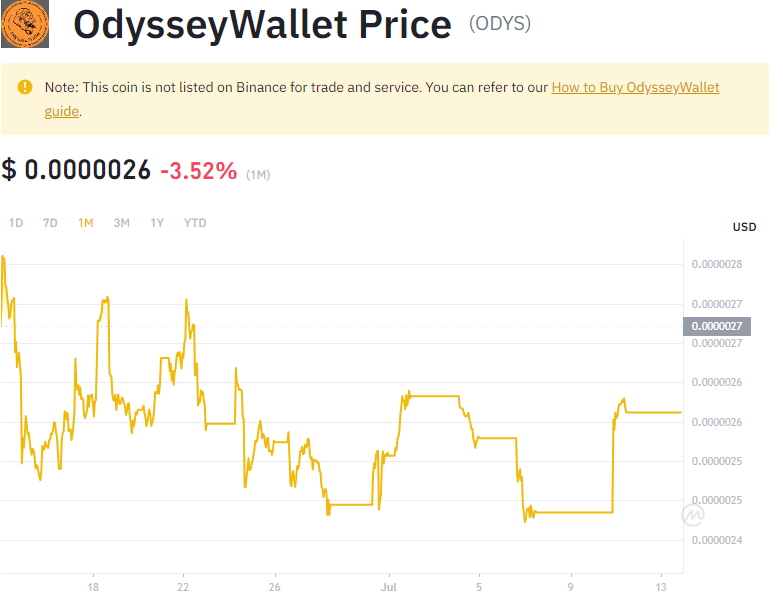 OdysseyWallet Price (ODYS)
Note: This coin is not listed on Binance for trade and service. You can refer to our How to Buy OdysseyWallet
guide.
$ 0.0000026 -3.52% (1M)
1D 7D 1M 3M 1Y YTD
USD
0.0000028
0.0000027
0.0000027
0.0000027
0.0000026
0.0000026
0.0000025
0.0000025
0.0000024
18 22 26 Jul 5 9 13